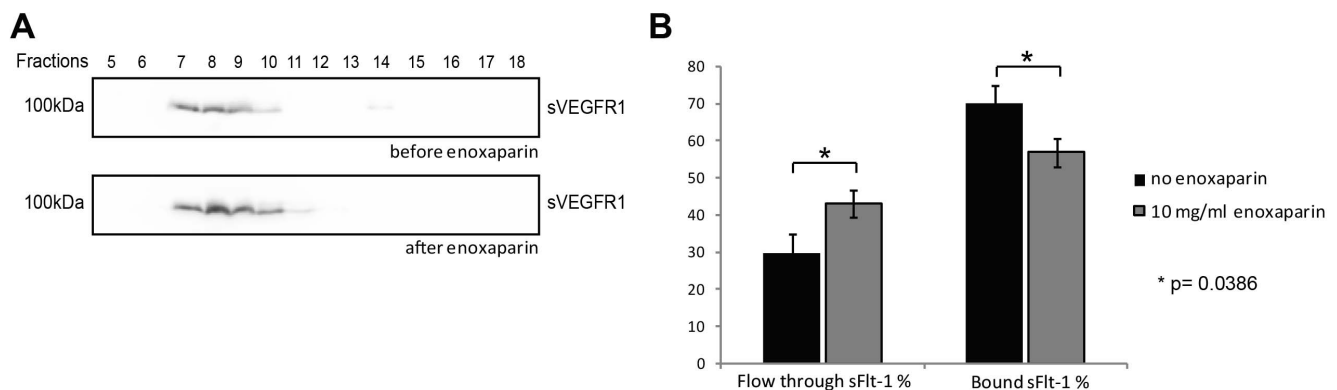 A
Fractions 5 6 7 8 9 10 11 12 13 14 15 16 17 18
100kDa sVEGFR1
before enoxaparin
100kDa sVEGFR1
after enoxaparin
B
80
70
60
50
40
30
20
10
0
*
*
Flow through sFlt-1 % Bound sFlt-1 %
no enoxaparin
10 mg/ml enoxaparin
* p= 0.0386